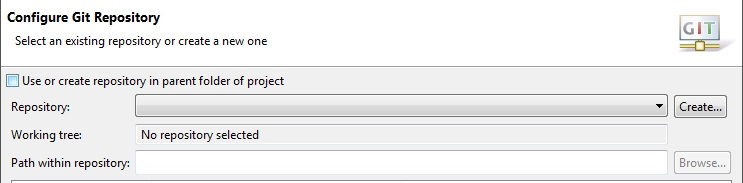 Configure Git Repository
Select an existing repository or create a new one
GIT
Use or create repository in parent folder of project
Repository: Create...
Working tree: No repository selected
Path within repository: Browse...